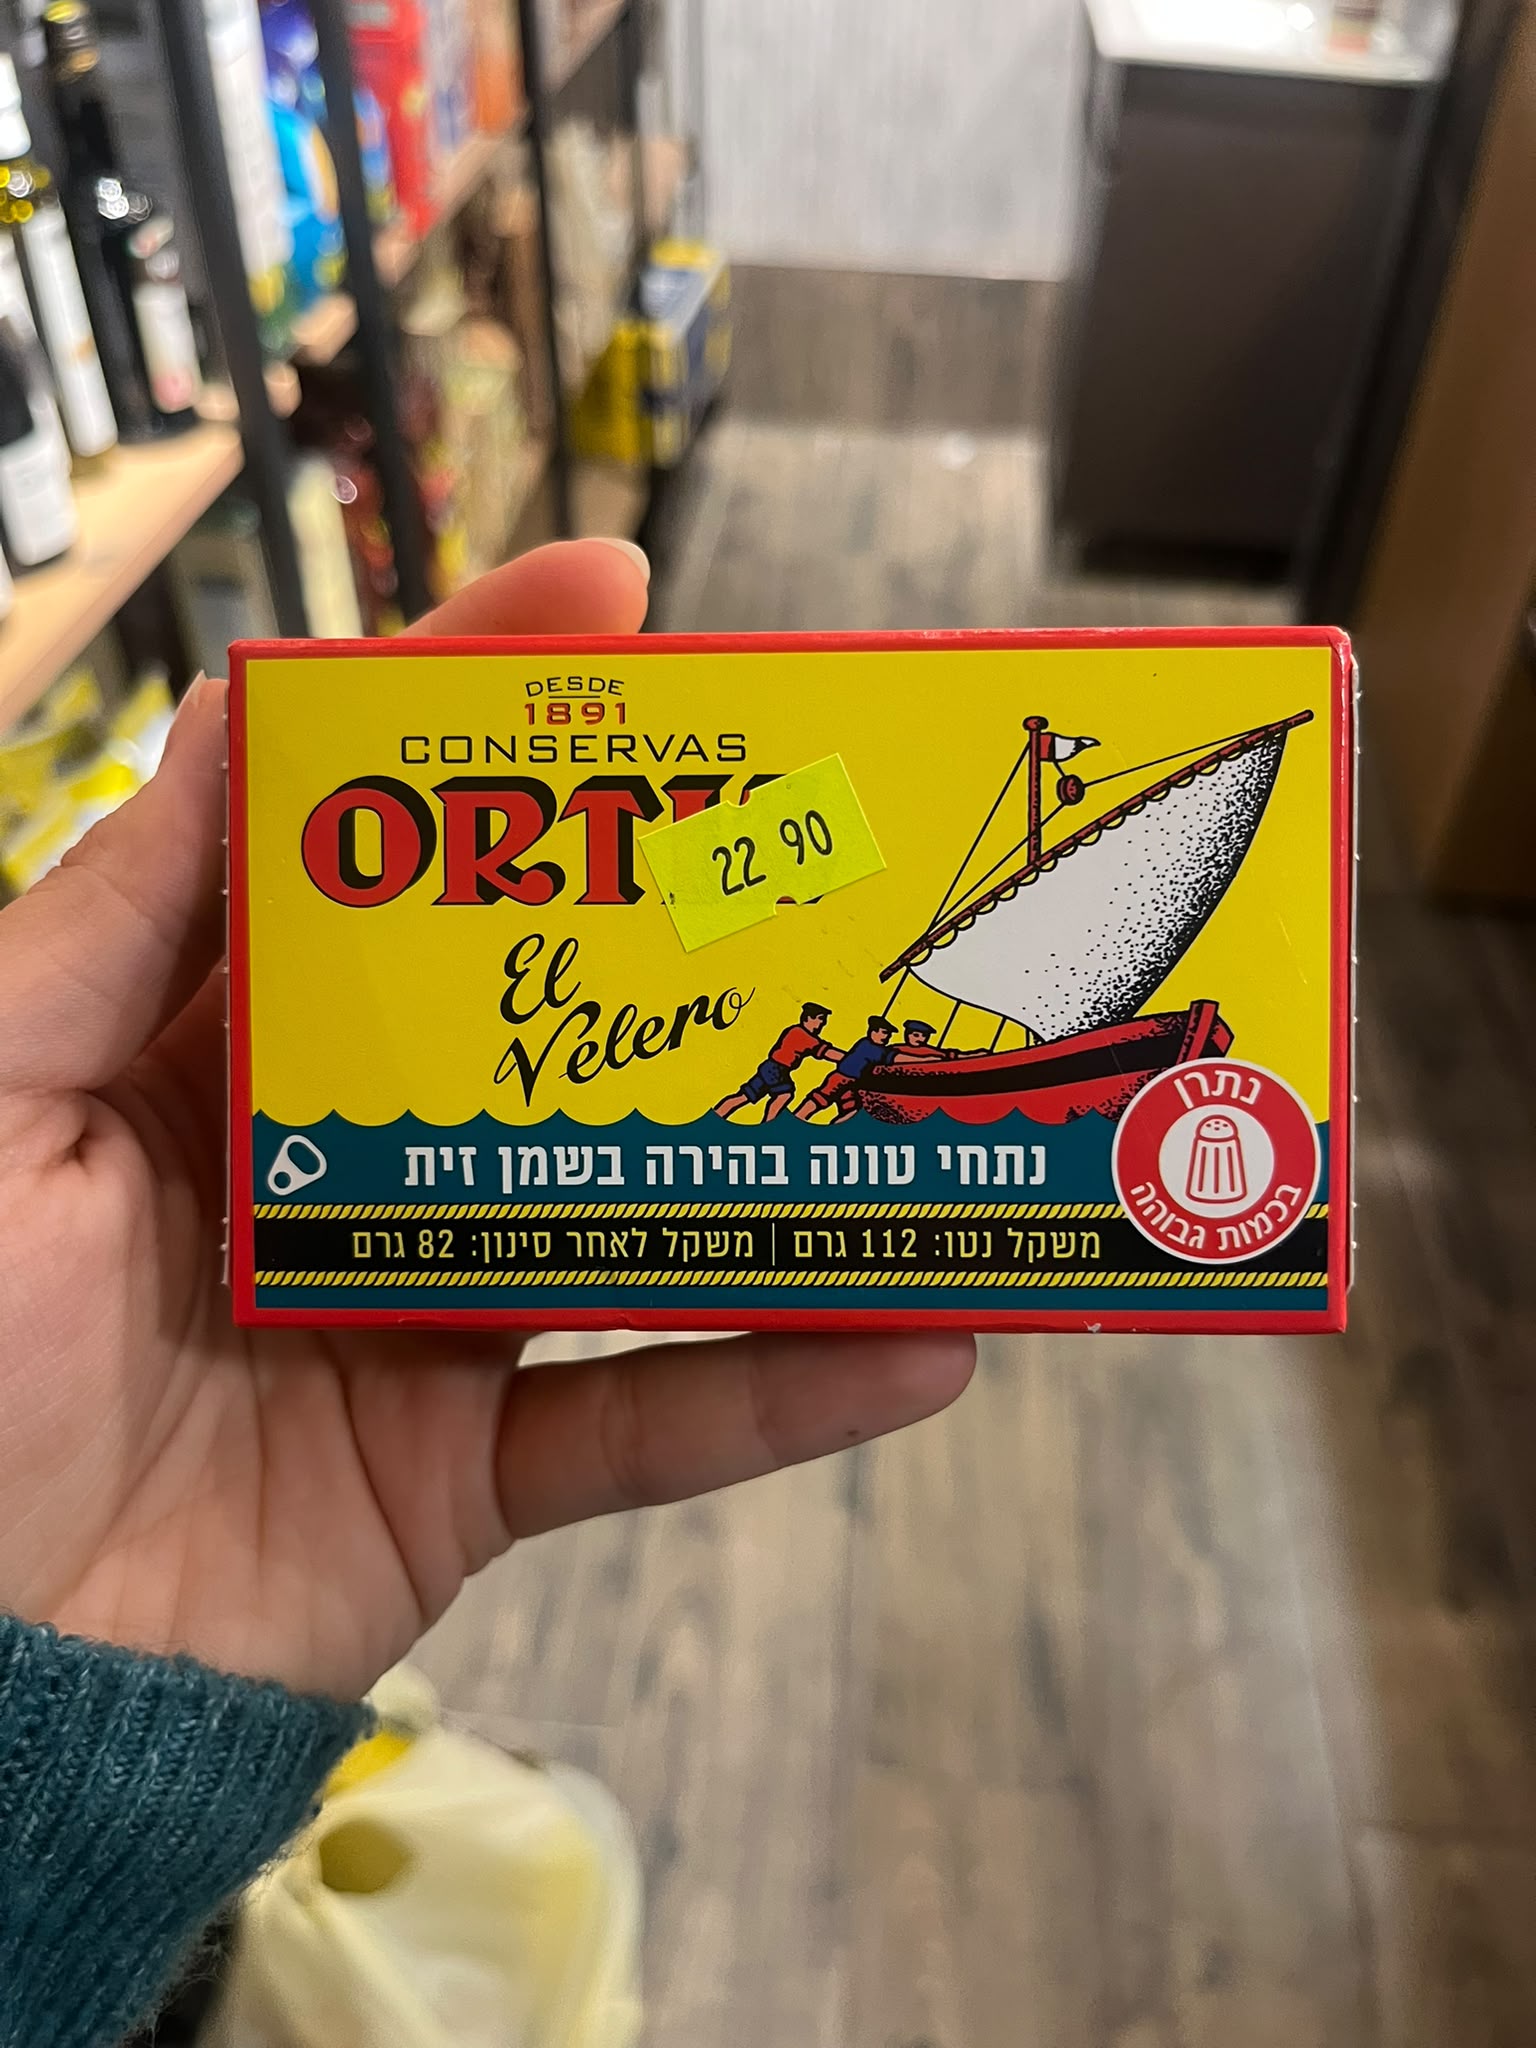 DESDE
1891
CONSERVAS
22 90
El
Velero
נתרן
בכמות גבוהה
נתחי טונה בהירה בשמן זית
משקל נטו: 112 גרם | משקל לאחר סינון: 82 גרם